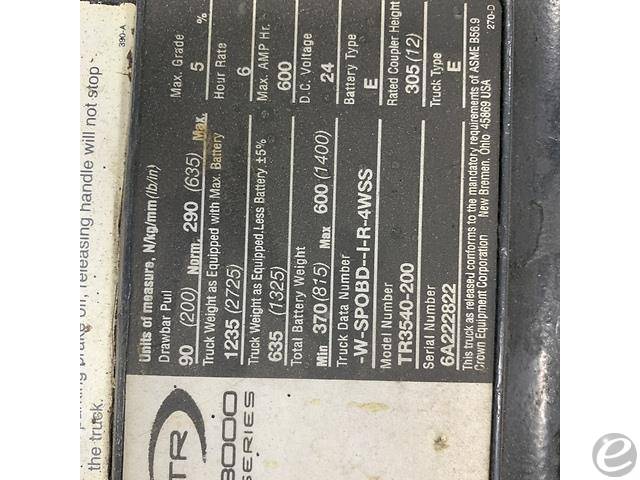 parking brake off, releasing handle will not stop
the truck.
390-A
TR
3000
SERIES
Units of measure, N/kg/mm(lb/in)
Drawbar Pull
90 (200) Norm. 290 (635) Max.
Truck Weight as Equipped with Max. Battery
1235 (2725)
Truck Weight as Equipped Less Battery ±5%
635 (1325)
Total Battery Weight
Min 370 (815) Max 600 (1400)
Truck Data Number
-W-SPOBD--I-R-4WSS
Model Number
TR3540-200
Serial Number
6A222822
Max. Grade
5
Hour Rate
6
Max. AMP Hr.
600
D.C. Voltage
24
Battery Type
E
Rated Coupler Height
305 (12)
Truck Type
E
This truck as released conforms to the mandatory requirements of ASME B56.9
Crown Equipment Corporation New Bremen, Ohio 45869 USA
270-D
e